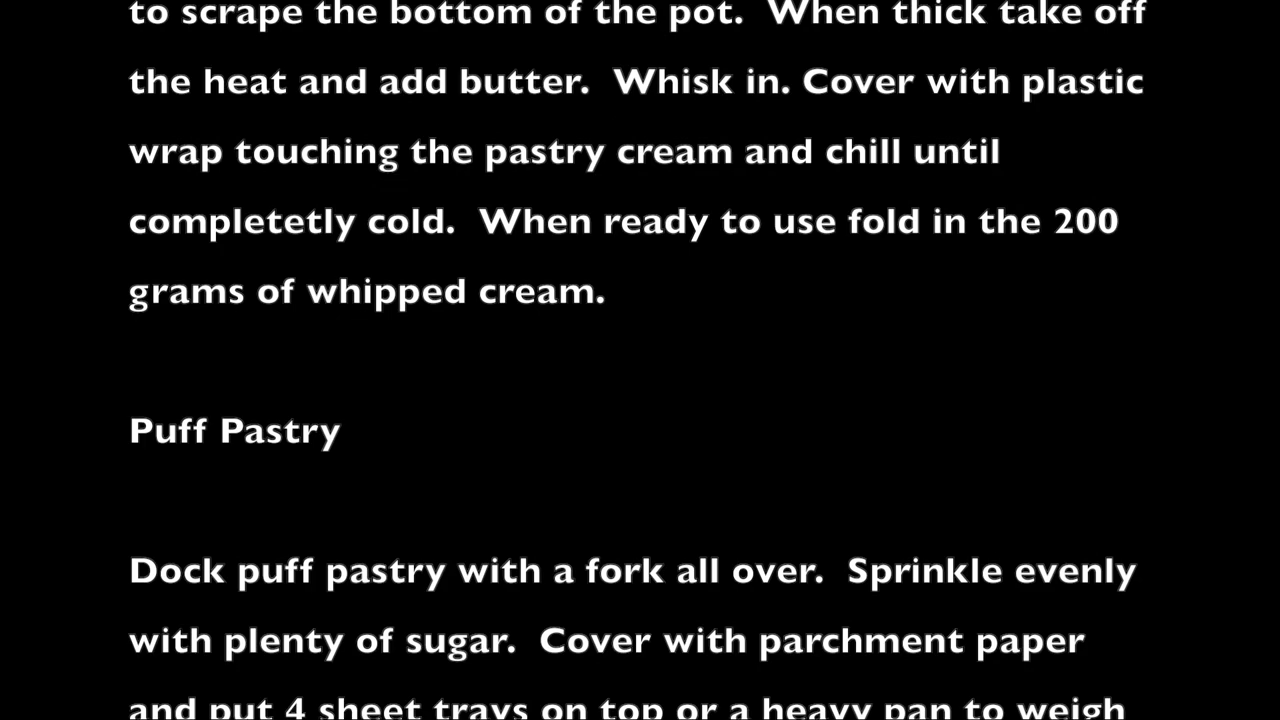 to scrape the bottom of the pot.  When thick take off
the heat and add butter.  Whisk in. Cover with plastic
wrap touching the pastry cream and chill until
completetly cold.  When ready to use fold in the 200
grams of whipped cream.
Puff Pastry
Dock puff pastry with a fork all over.  Sprinkle evenly
with plenty of sugar.  Cover with parchment paper
and put 4 sheet trays on top or a heavy pan to weigh